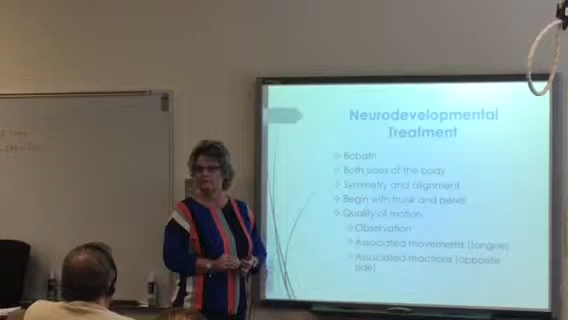 Neurodevelopmental
Treatment
Bobath
Both sides of the body
Symmetry and alignment
Begin with trunk and pelvis
Quality of motion
Observation
Associated movements (tongue)
Associated reactions (opposite
side)